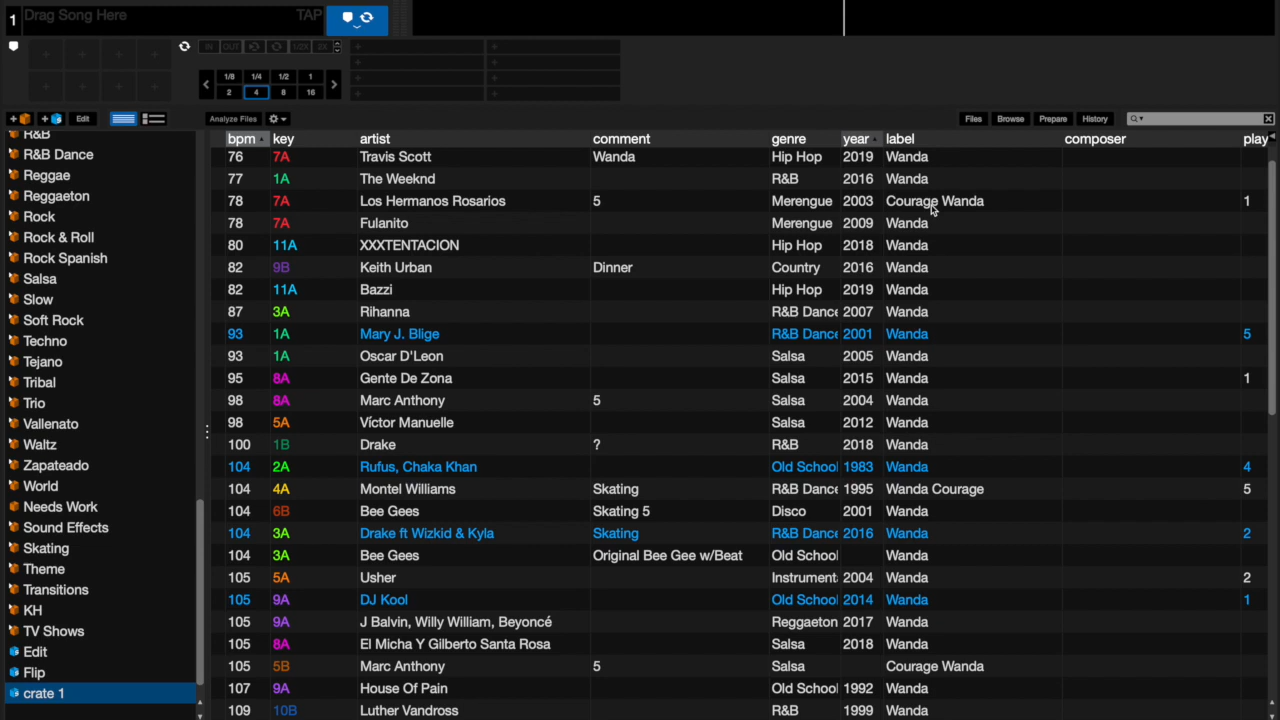 1 Drag Song Here TAP
IN OUT 1/2X 2X
1/8 1/4 1/2 1
2 4 8 16
Edit Analyze Files Files Browse Prepare History
bpm key artist comment genre year label composer play
76 7A Travis Scott Wanda Hip Hop 2019 Wanda
77 1A The Weeknd R&B 2016 Wanda
78 7A Los Hermanos Rosarios 5 Merengue 2003 Courage Wanda 1
78 7A Fulanito Merengue 2009 Wanda
80 11A XXXTENTACION Hip Hop 2018 Wanda
82 9B Keith Urban Dinner Country 2016 Wanda
82 11A Bazzi Hip Hop 2019 Wanda
87 3A Rihanna R&B Dance 2007 Wanda
93 1A Mary J. Blige R&B Dance 2001 Wanda 5
93 1A Oscar D'Leon Salsa 2005 Wanda
95 8A Gente De Zona Salsa 2015 Wanda 1
98 8A Marc Anthony 5 Salsa 2004 Wanda
98 5A Víctor Manuelle Salsa 2012 Wanda
100 1B Drake ? R&B 2018 Wanda
104 2A Rufus, Chaka Khan Old School 1983 Wanda 4
104 4A Montel Williams Skating R&B Dance 1995 Wanda Courage 5
104 6B Bee Gees Skating 5 Disco 2001 Wanda
104 3A Drake ft Wizkid & Kyla Skating R&B Dance 2016 Wanda 2
104 3A Bee Gees Original Bee Gee w/Beat Old School Wanda
105 5A Usher Instrument 2004 Wanda 2
105 9A DJ Kool Old School 2014 Wanda 1
105 9A J Balvin, Willy William, Beyoncé Reggaeton 2017 Wanda
105 8A El Micha Y Gilberto Santa Rosa Salsa 2018 Wanda
105 5B Marc Anthony 5 Salsa Courage Wanda
107 9A House Of Pain Old School 1992 Wanda
109 10B Luther Vandross R&B 1999 Wanda
R&B
R&B Dance
Reggae
Reggaeton
Rock
Rock & Roll
Rock Spanish
Salsa
Slow
Soft Rock
Techno
Tejano
Tribal
Trio
Vallenato
Waltz
Zapateado
World
Needs Work
Sound Effects
Skating
Theme
Transitions
KH
TV Shows
Edit
Flip
crate 1